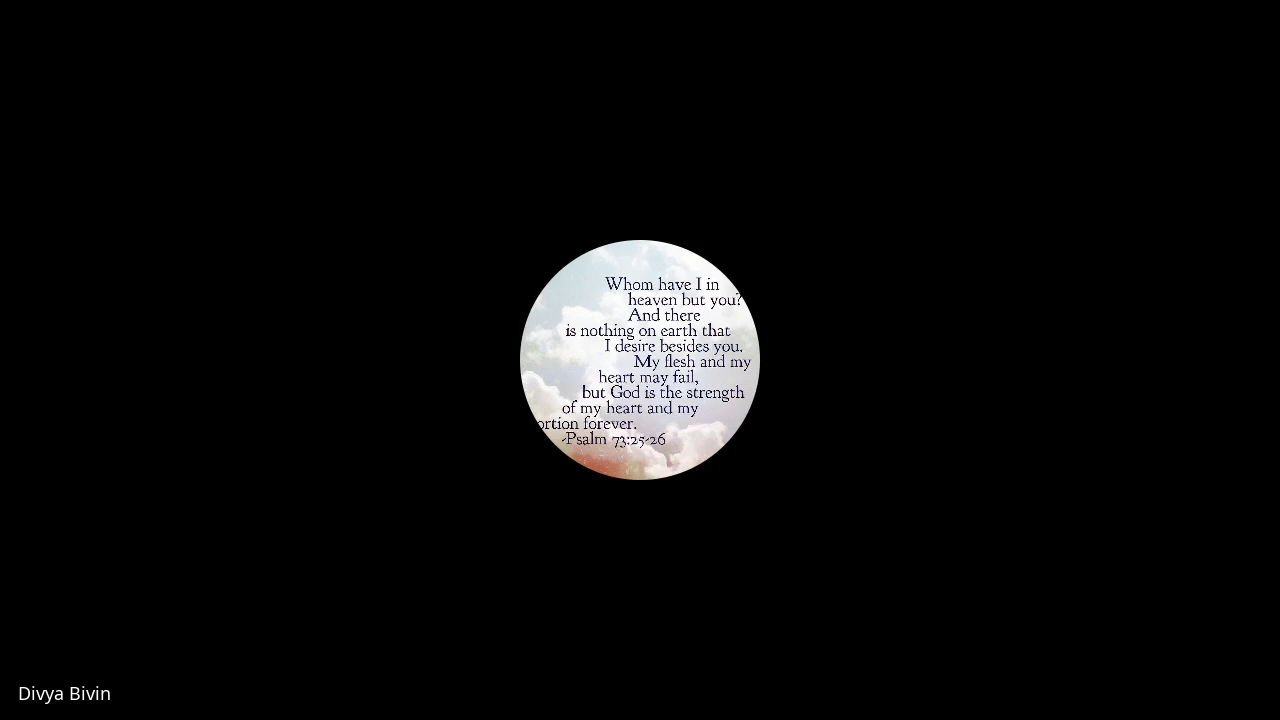 Whom have I in
heaven but you?
And there
is nothing on earth that
I desire besides you.
My flesh and my
heart may fail,
but God is the strength
of my heart and my
ortion forever.
-Psalm 73:25-26
Divya Bivin